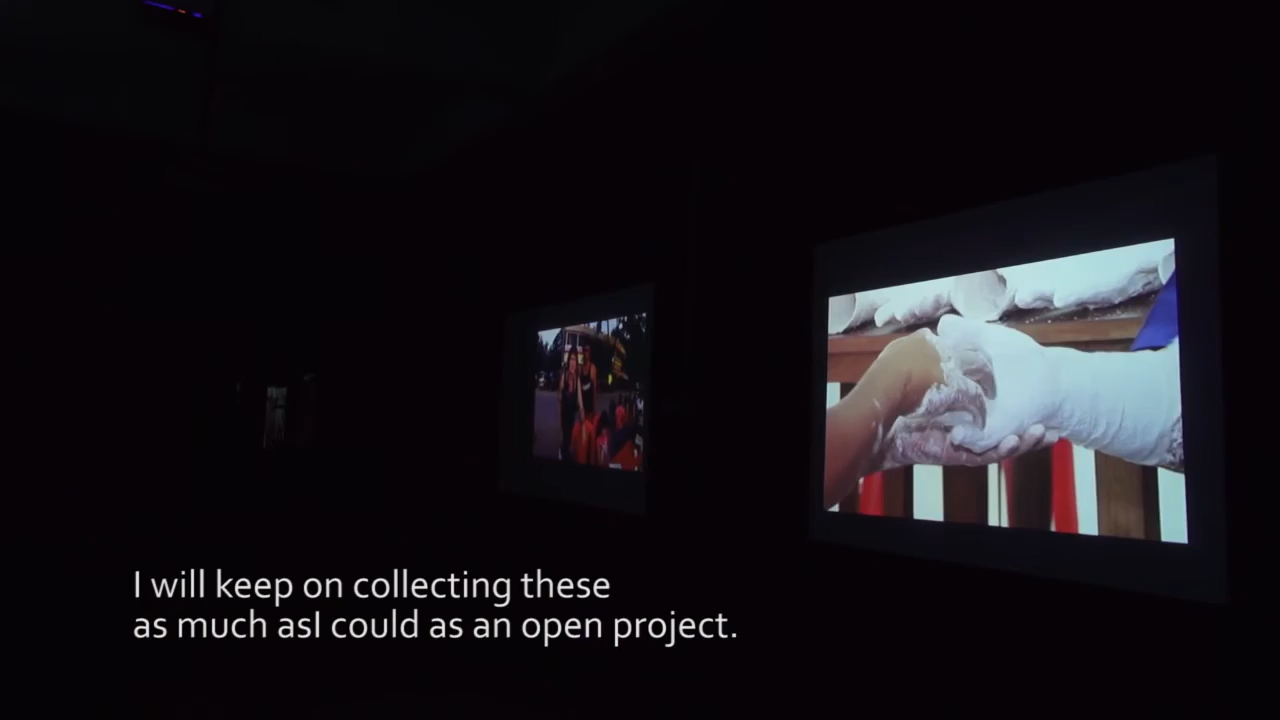 I will keep on collecting these
as much asI could as an open project.